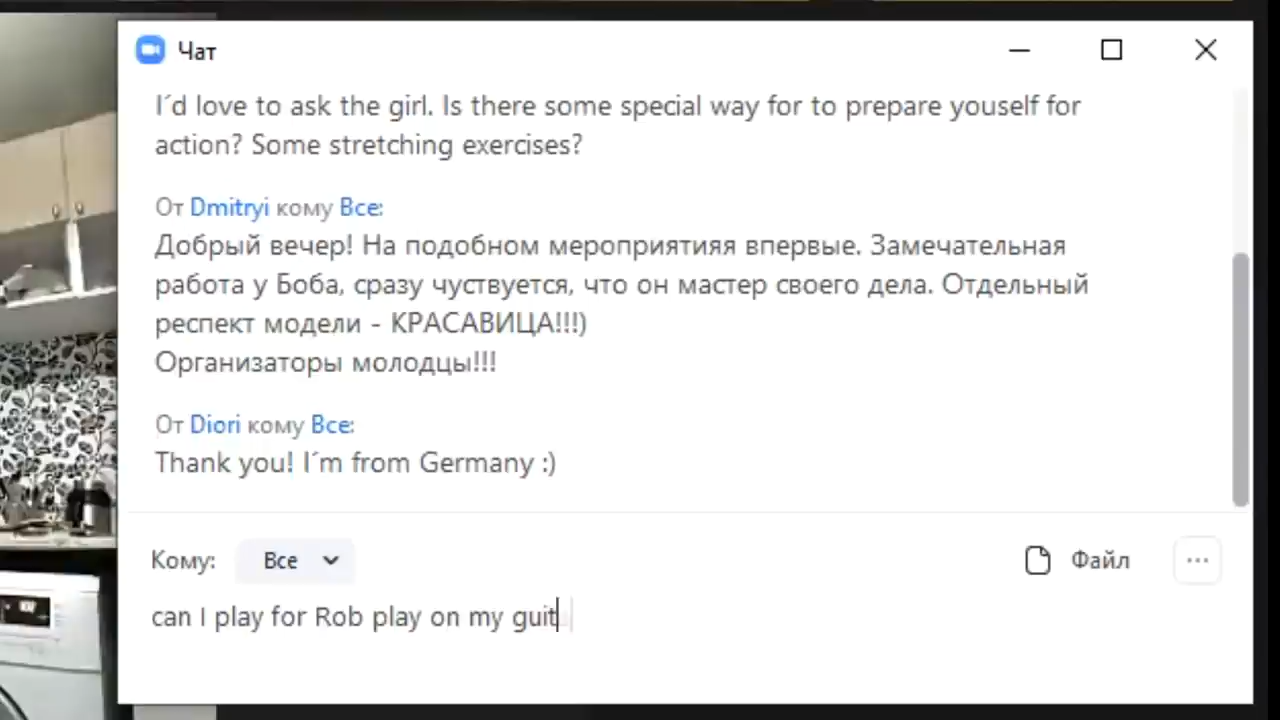 Чат
I´d love to ask the girl. Is there some special way for to prepare youself for
action? Some stretching exercises?
От Dmitryi кому Все:
Добрый вечер! На подобном мероприятияя впервые. Замечательная
работа у Боба, сразу чуствуется, что он мастер своего дела. Отдельный
респект модели - КРАСАВИЦА!!!)
Организаторы молодцы!!!
От Diori кому Все:
Thank you! I´m from Germany :)
Кому: Все Файл
can I play for Rob play on my guit